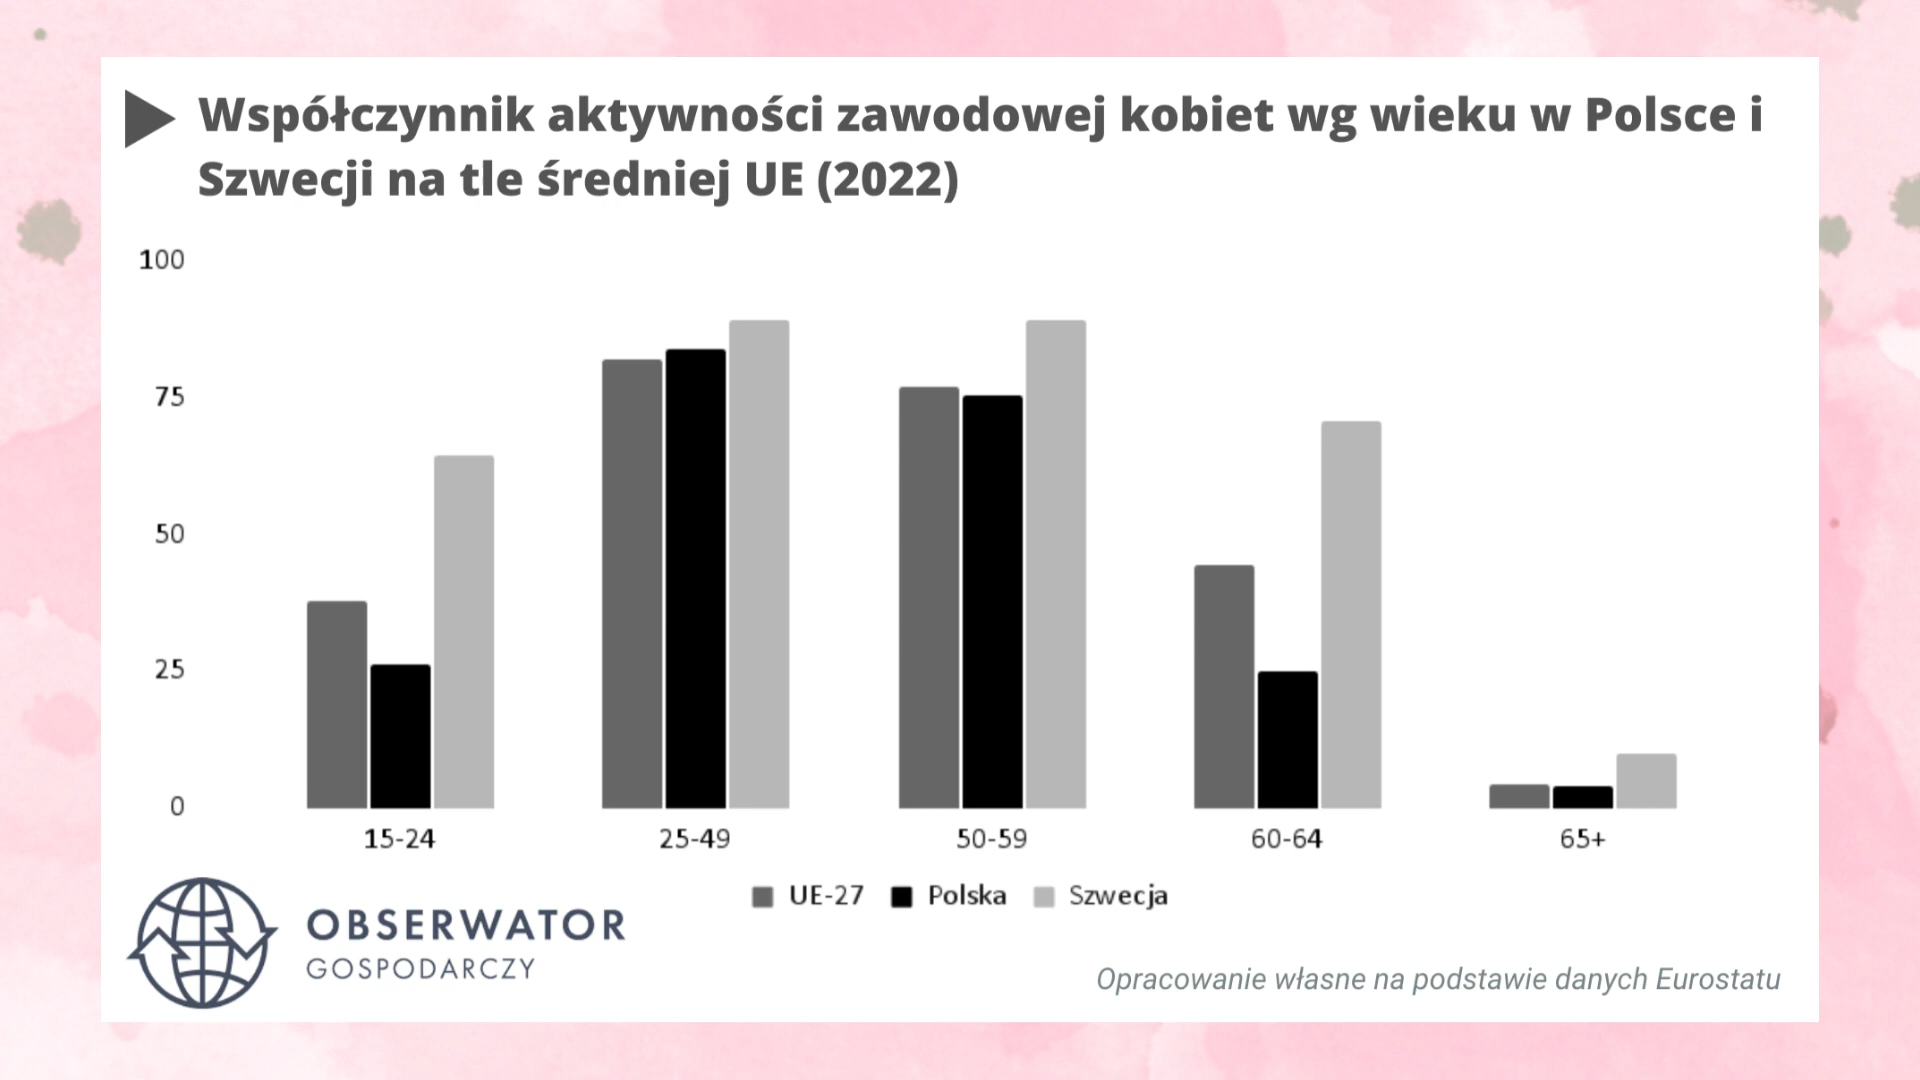 Współczynnik aktywności zawodowej kobiet wg wieku w Polsce i
Szwecji na tle średniej UE (2022)
100
75
50
25
0
15-24 25-49 50-59 60-64 65+
UE-27 Polska Szwecja
OBSERWATOR
GOSPODARCZY
Opracowanie własne na podstawie danych Eurostatu